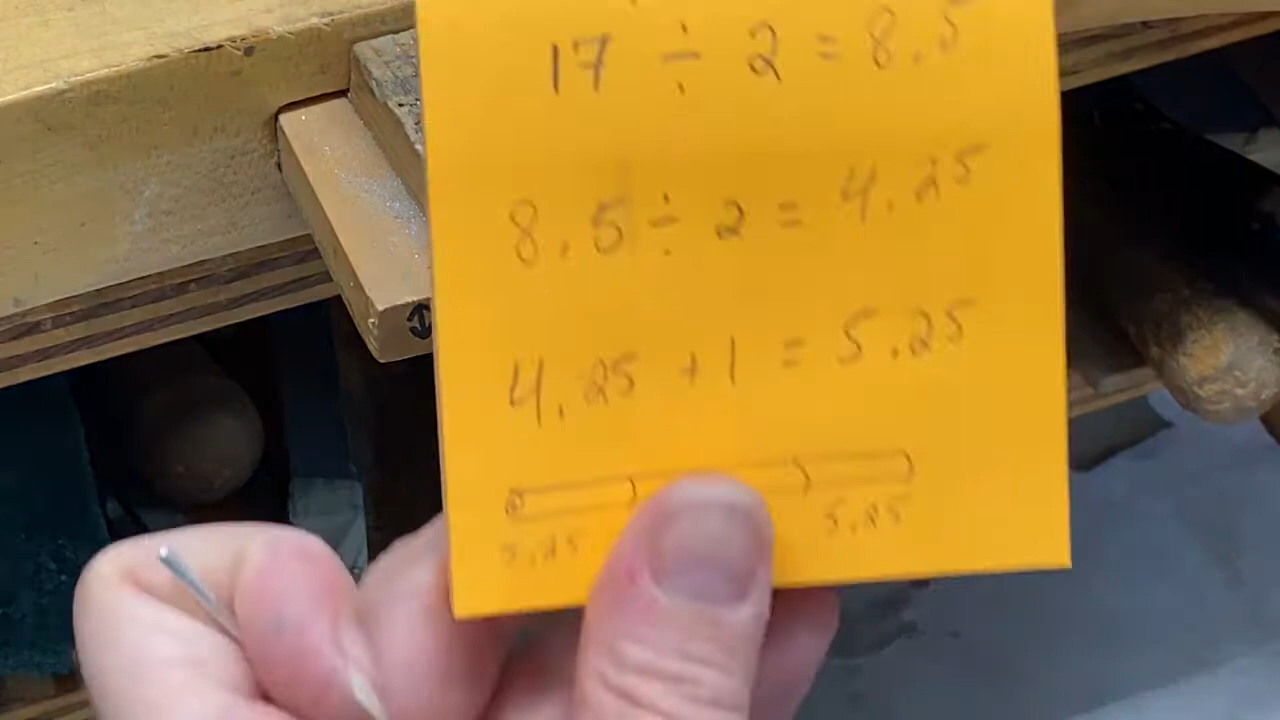 17 ÷ 2 = 8.5
8.5 ÷ 2 = 4.25
4.25 + 1 = 5.25
5.25 5.25